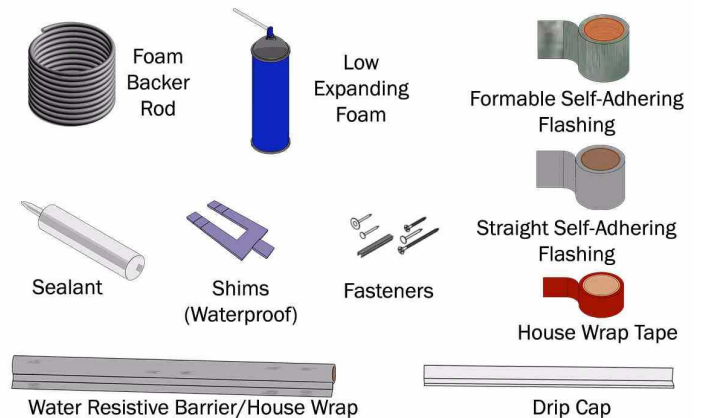 Foam
Backer
Rod
Low
Expanding
Foam
Formable Self-Adhering
Flashing
Straight Self-Adhering
Flashing
Sealant
Shims
(Waterproof)
Fasteners
House Wrap Tape
Water Resistive Barrier/House Wrap
Drip Cap